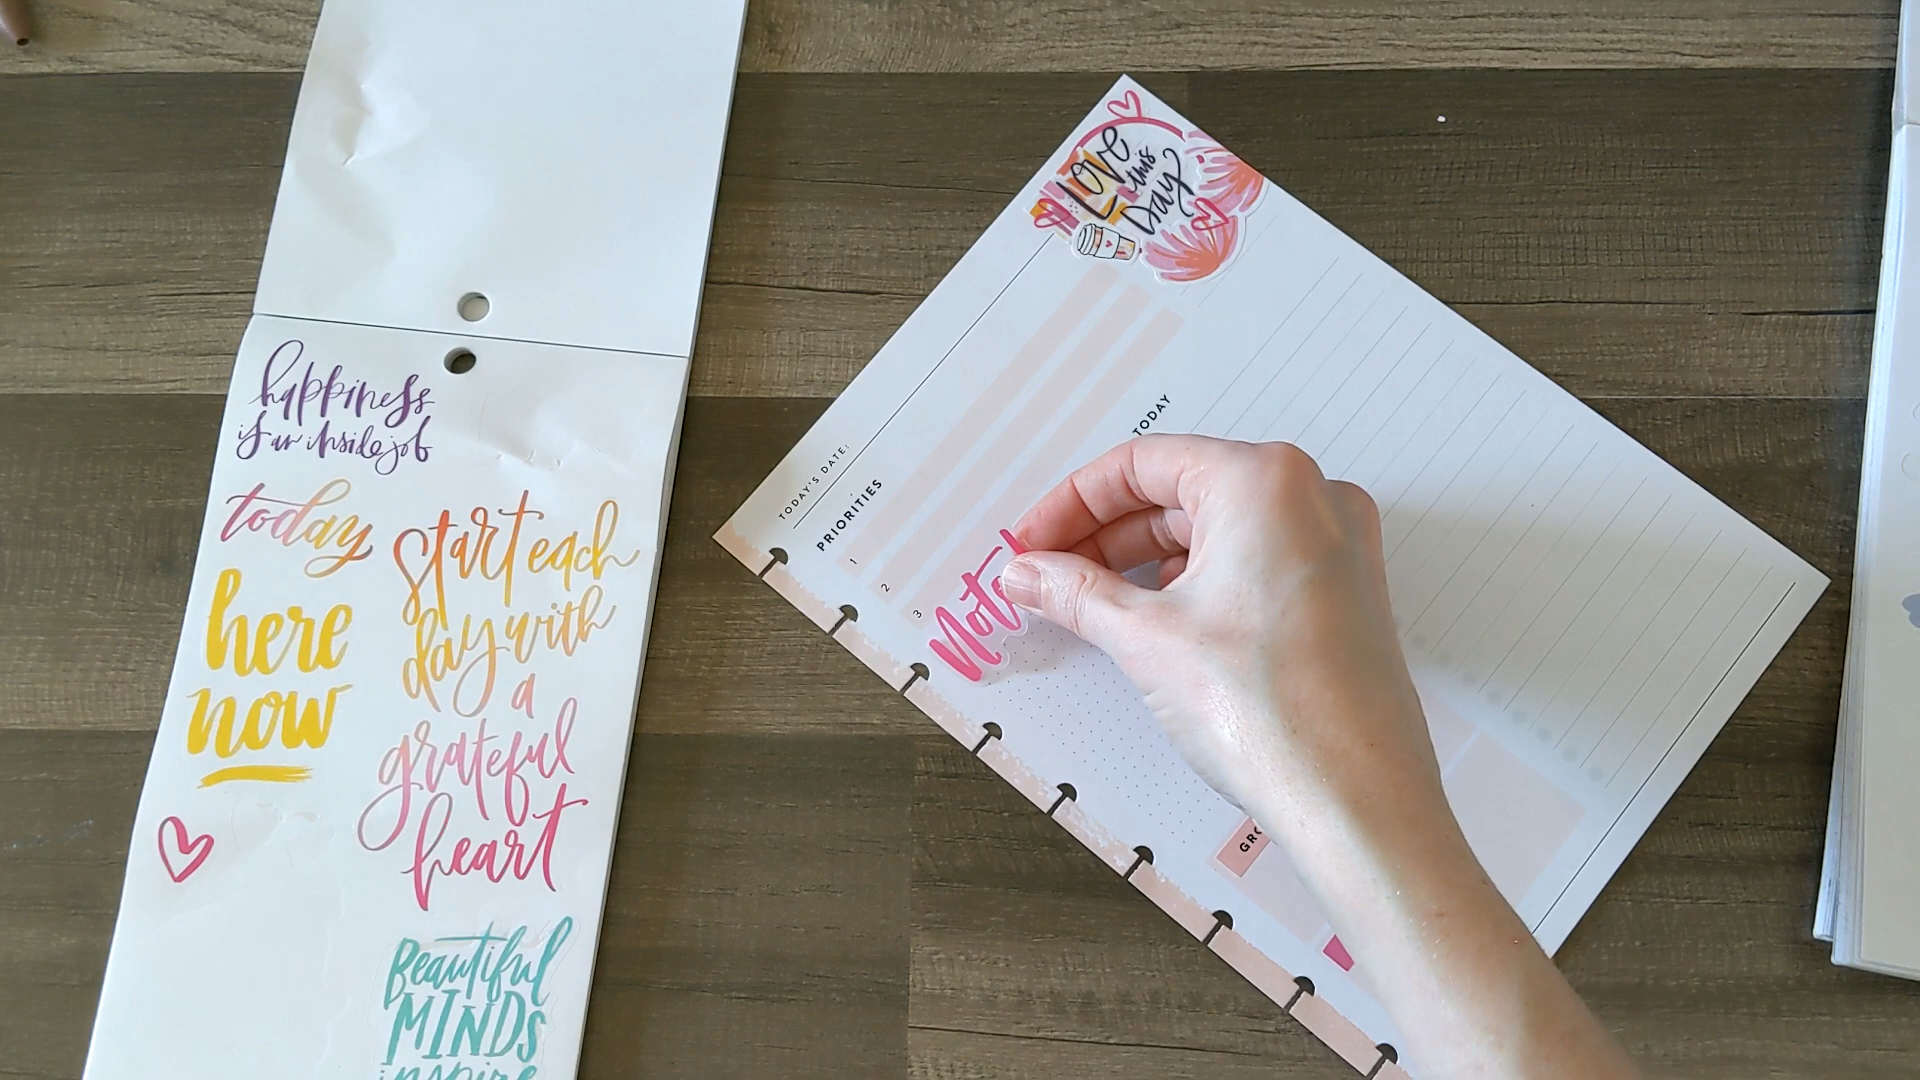 happiness
is an inside job
today
here
now
start each
day with
a
grateful
heart
Beautiful
MINDS
inspire
LOVE
this
Day
TODAY'S DATE:
PRIORITIES
1
2
3
TODAY